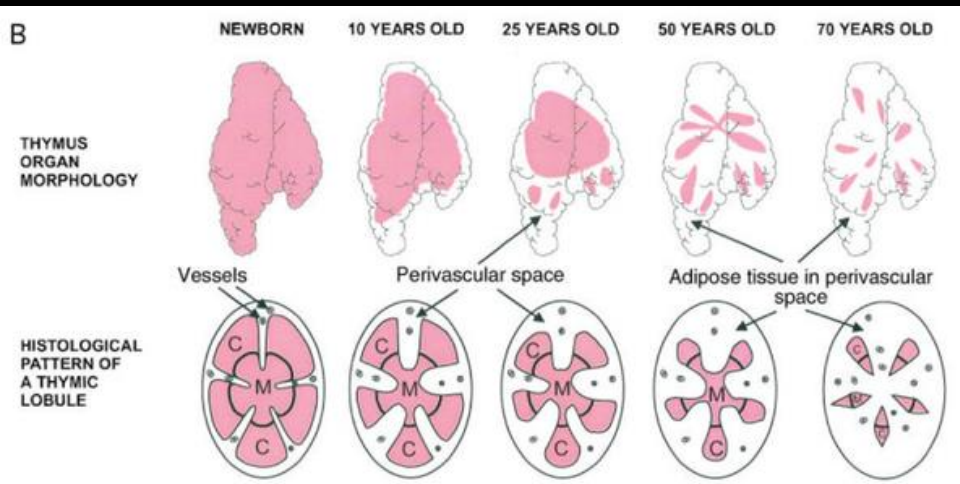 B
NEWBORN
10 YEARS OLD
25 YEARS OLD
50 YEARS OLD
70 YEARS OLD
THYMUS
ORGAN
MORPHOLOGY
Vessels
Perivascular space
Adipose tissue in perivascular
space
HISTOLOGICAL
PATTERN OF
A THYMIC
LOBULE
C
M
C
C
M
C
C
M
C
M
C
C